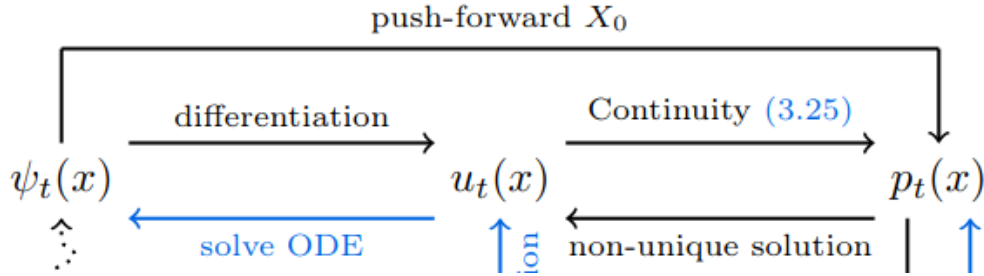 push-forward X₀
differentiation
Continuity (3.25)
ψₜ(x)
uₜ(x)
pₜ(x)
solve ODE
non-unique solution